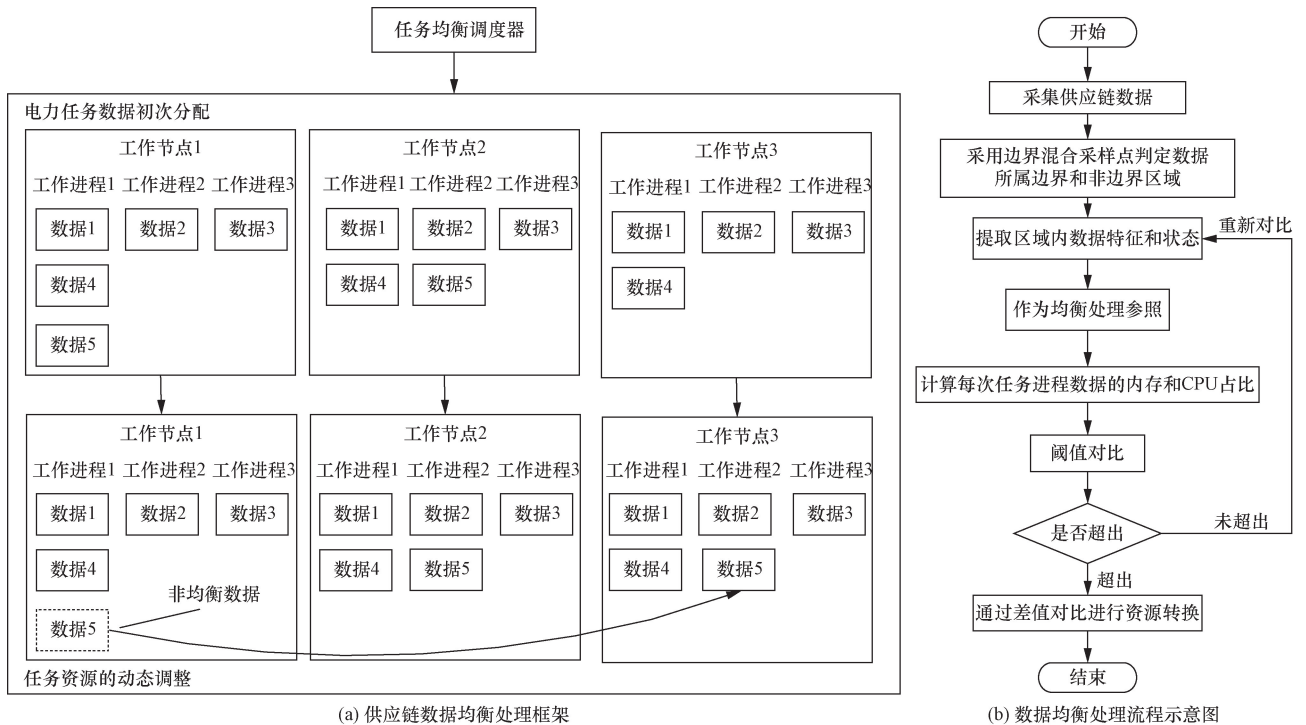 任务均衡调度器
电力任务数据初次分配
工作节点1
工作进程1 工作进程2 工作进程3
数据1 数据2 数据3
数据4
数据5
工作节点2
工作进程1 工作进程2 工作进程3
数据1 数据2 数据3
数据4 数据5
工作节点3
工作进程1 工作进程2 工作进程3
数据1 数据2 数据3
数据4
工作节点1
工作进程1 工作进程2 工作进程3
数据1 数据2 数据3
数据4
非均衡数据
数据5
工作节点2
工作进程1 工作进程2 工作进程3
数据1 数据2 数据3
数据4 数据5
工作节点3
工作进程1 工作进程2 工作进程3
数据1 数据2 数据3
数据4 数据5
任务资源的动态调整
(a) 供应链数据均衡处理框架
开始
采集供应链数据
采用边界混合采样点判定数据
所属边界和非边界区域
重新对比
提取区域内数据特征和状态
作为均衡处理参照
计算每次任务进程数据的内存和CPU占比
阈值对比
是否超出
未超出
超出
通过差值对比进行资源转换
结束
(b) 数据均衡处理流程示意图